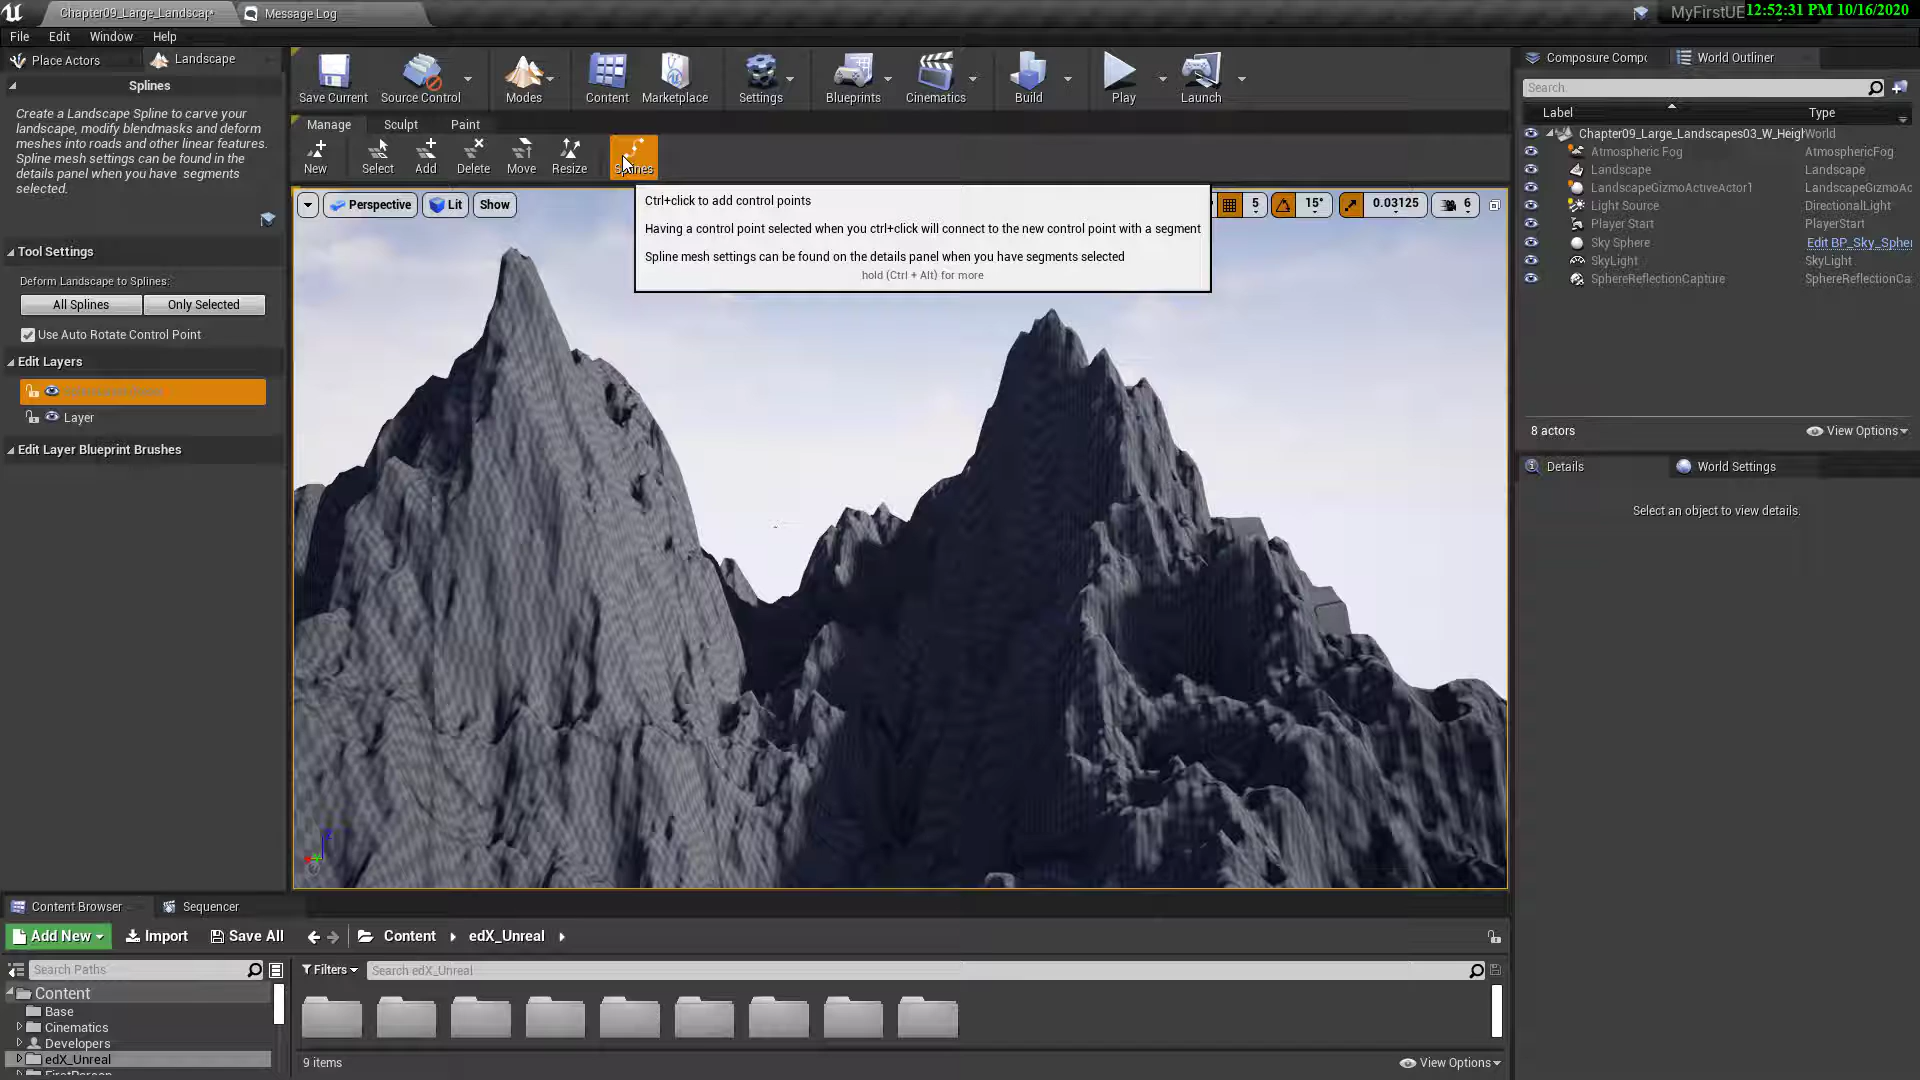 Chapter09_Large_Landscap*
Message Log
MyFirstUE
12:52:31 PM 10/16/2020
File Edit Window Help
Place Actors
Landscape
Splines
Create a Landscape Spline to carve your
landscape, modify blendmasks and deform
meshes into roads and other linear features.
Spline mesh settings can be found in the
details panel when you have segments
selected.
Tool Settings
Deform Landscape to Splines:
All Splines Only Selected
Use Auto Rotate Control Point
Edit Layers
Layer
Edit Layer Blueprint Brushes
Save Current Source Control Modes Content Marketplace Settings Blueprints Cinematics Build Play Launch
Manage Sculpt Paint
New Select Add Delete Move Resize Splines
Perspective Lit Show
5 15° 0.03125 6
Ctrl+click to add control points
Having a control point selected when you ctrl+click will connect to the new control point with a segment
Spline mesh settings can be found on the details panel when you have segments selected
hold (Ctrl + Alt) for more
Z
Composure Compo
World Outliner
Search
Label Type
Chapter09_Large_Landscapes03_W_Heigh World
Atmospheric Fog AtmosphericFog
Landscape Landscape
LandscapeGizmoActiveActor1 LandscapeGizmoAc
Light Source DirectionalLight
Player Start PlayerStart
Sky Sphere Edit BP_Sky_Spher
SkyLight SkyLight
SphereReflectionCapture SphereReflectionCa
8 actors
View Options
Details
World Settings
Select an object to view details.
Content Browser
Sequencer
Add New Import Save All Content edX_Unreal
Search Paths
Filters
Search edX_Unreal
Content
Base
Cinematics
Developers
edX_Unreal
FirstPerson
9 items
View Options